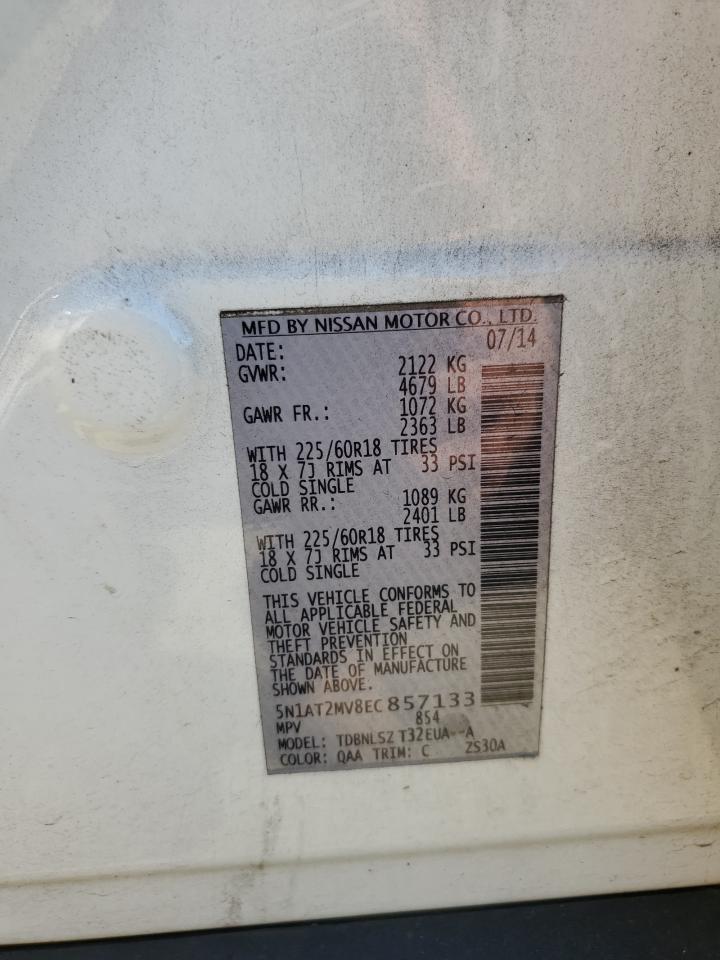 MFD BY NISSAN MOTOR CO., LTD.
DATE: 07/14
GVWR: 2122 KG
4679 LB
GAWR FR.: 1072 KG
2363 LB
WITH 225/60R18 TIRES
18 X 7J RIMS AT 33 PSI
COLD SINGLE
GAWR RR.: 1089 KG
2401 LB
WITH 225/60R18 TIRES
18 X 7J RIMS AT 33 PSI
COLD SINGLE
THIS VEHICLE CONFORMS TO
ALL APPLICABLE FEDERAL
MOTOR VEHICLE SAFETY AND
THEFT PREVENTION
STANDARDS IN EFFECT ON
THE DATE OF MANUFACTURE
SHOWN ABOVE.
5N1AT2MV8EC857133
MPV 854
MODEL: TDBNLSZ T32EUA--A
COLOR: QAA TRIM: C ZS30A